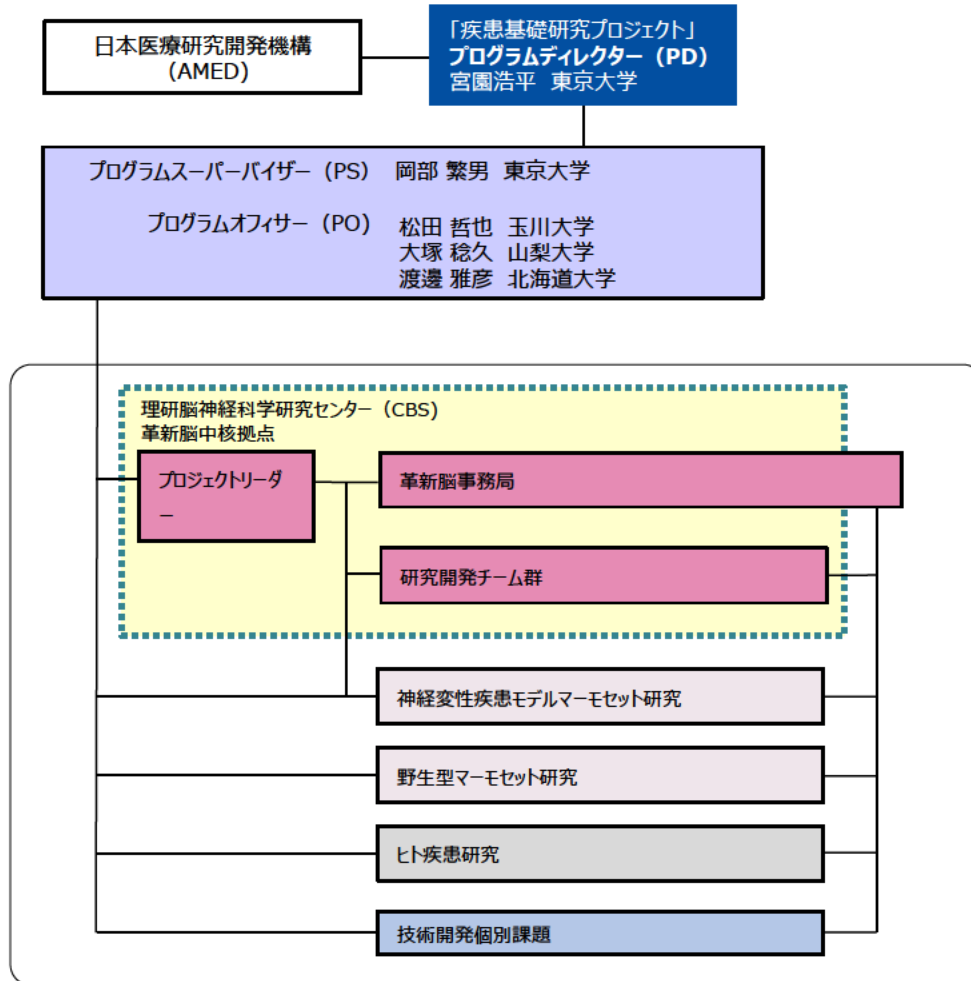 日本医療研究開発機構
(AMED)
「疾患基礎研究プロジェクト」
プログラムディレクター（PD）
宮園浩平 東京大学
プログラムスーパーバイザー（PS） 岡部 繁男 東京大学
プログラムオフィサー（PO） 松田 哲也 玉川大学
大塚 稔久 山梨大学
渡邊 雅彦 北海道大学
理研脳神経科学研究センター（CBS)
革新脳中核拠点
プロジェクトリーダ
ー
革新脳事務局
研究開発チーム群
神経変性疾患モデルマーモセット研究
野生型マーモセット研究
ヒト疾患研究
技術開発個別課題